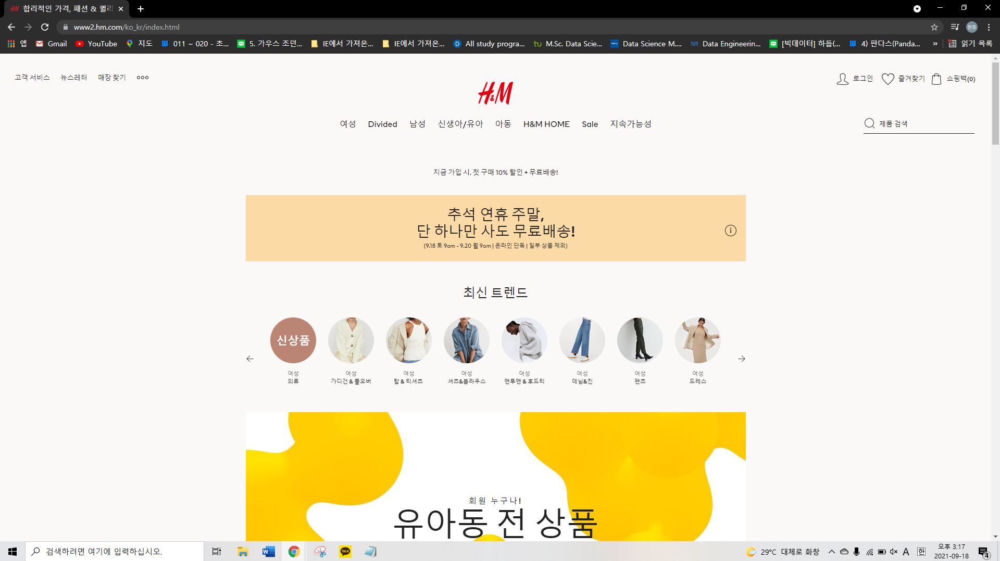 H&M 합리적인 가격, 패션 & 퀄리
www2.hm.com/ko_kr/index.html
현호
앱 Gmail YouTube 지도 011 ~ 020 - 초... 5. 가우스 조던... IE에서 가져온... IE에서 가져온... All study progra... M.Sc. Data Scie... Data Science M.... Data Engineerin... [빅데이터] 하둡(... 4) 판다스(Panda... » 읽기 목록
고객 서비스 뉴스레터 매장 찾기
로그인 즐겨찾기 쇼핑백(0)
H&M
여성 Divided 남성 신생아/유아 아동 H&M HOME Sale 지속가능성
제품 검색
지금 가입 시, 첫 구매 10% 할인 + 무료배송!
추석 연휴 주말,
단 하나만 사도 무료배송!
(9.18 토 9am - 9.20 월 9am | 온라인 단독 | 일부 상품 제외)
최신 트렌드
신상품
여성 여성 여성 여성 여성 여성 여성 여성
의류 가디건 & 풀오버 탑 & 티셔츠 셔츠&블라우스 맨투맨 & 후드티 데님&진 팬츠 드레스
회원 누구나!
유아동 전 상품
검색하려면 여기에 입력하십시오.
TALK
29°C 대체로 화창
A 한
오후 3:17
2021-09-18
4